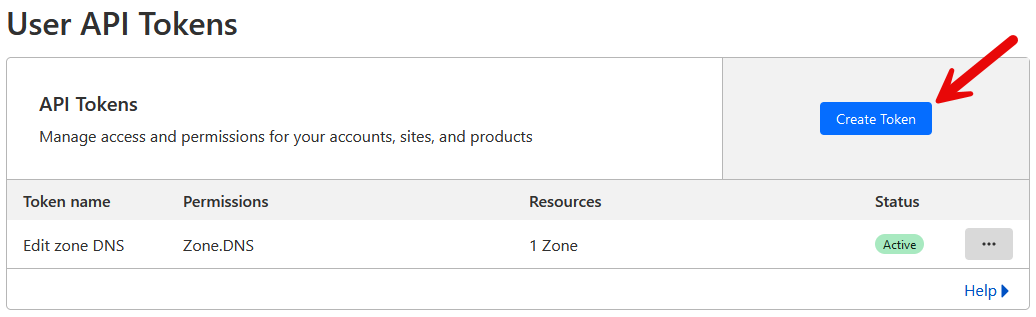 User API Tokens
API Tokens
Manage access and permissions for your accounts, sites, and products
Create Token
Token name Permissions Resources Status
Edit zone DNS Zone.DNS 1 Zone Active ...
Help